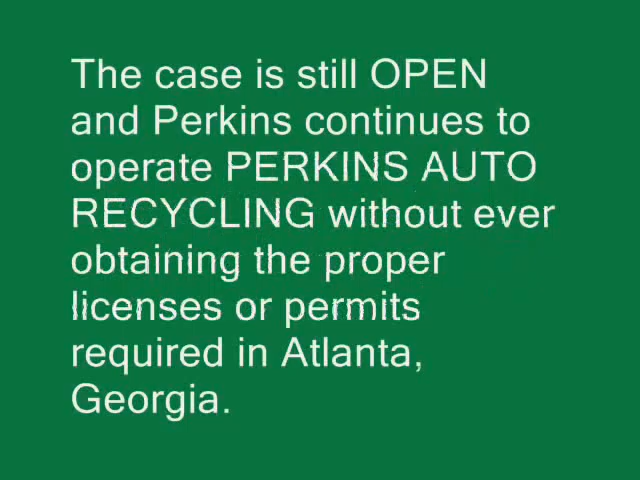 The case is still OPEN
and Perkins continues to
operate PERKINS AUTO
RECYCLING without ever
obtaining the proper
licenses or permits
required in Atlanta,
Georgia.